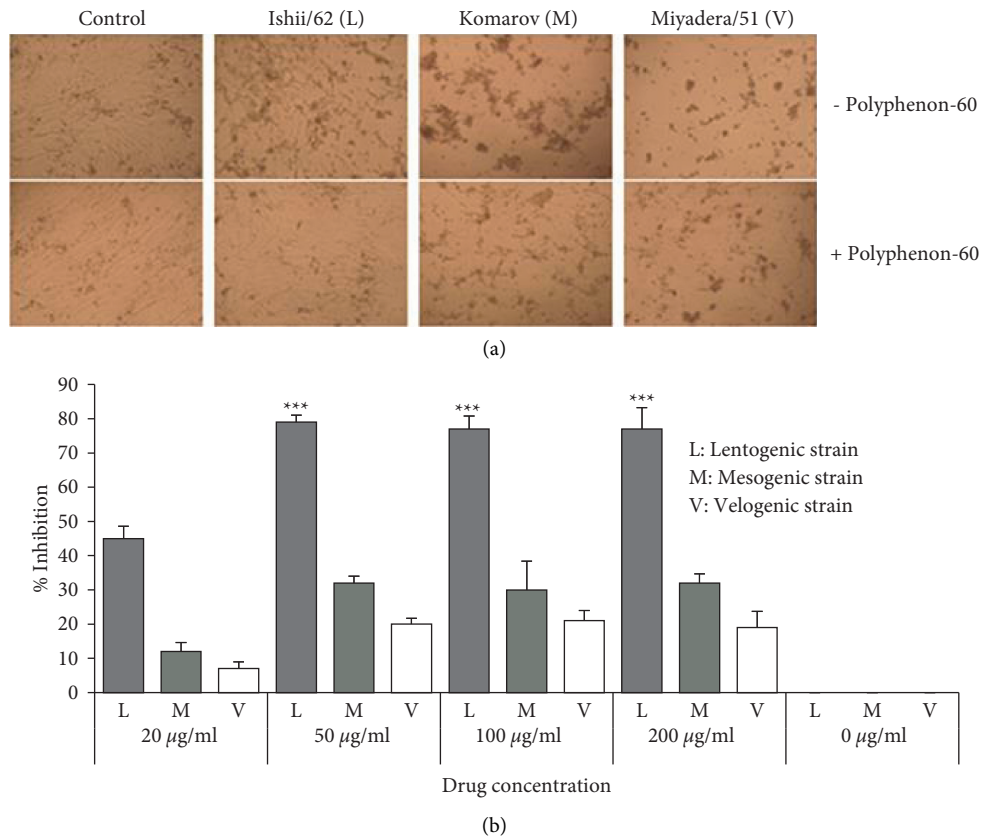 Control Ishii/62 (L) Komarov (M) Miyadera/51 (V)
- Polyphenon-60
+ Polyphenon-60
(a)
90
80
70
60
50
40
30
20
10
0
% Inhibition
*** *** ***
L: Lentogenic strain
M: Mesogenic strain
V: Velogenic strain
L M V L M V L M V L M V L M V
20 μg/ml 50 μg/ml 100 μg/ml 200 μg/ml 0 μg/ml
Drug concentration
(b)